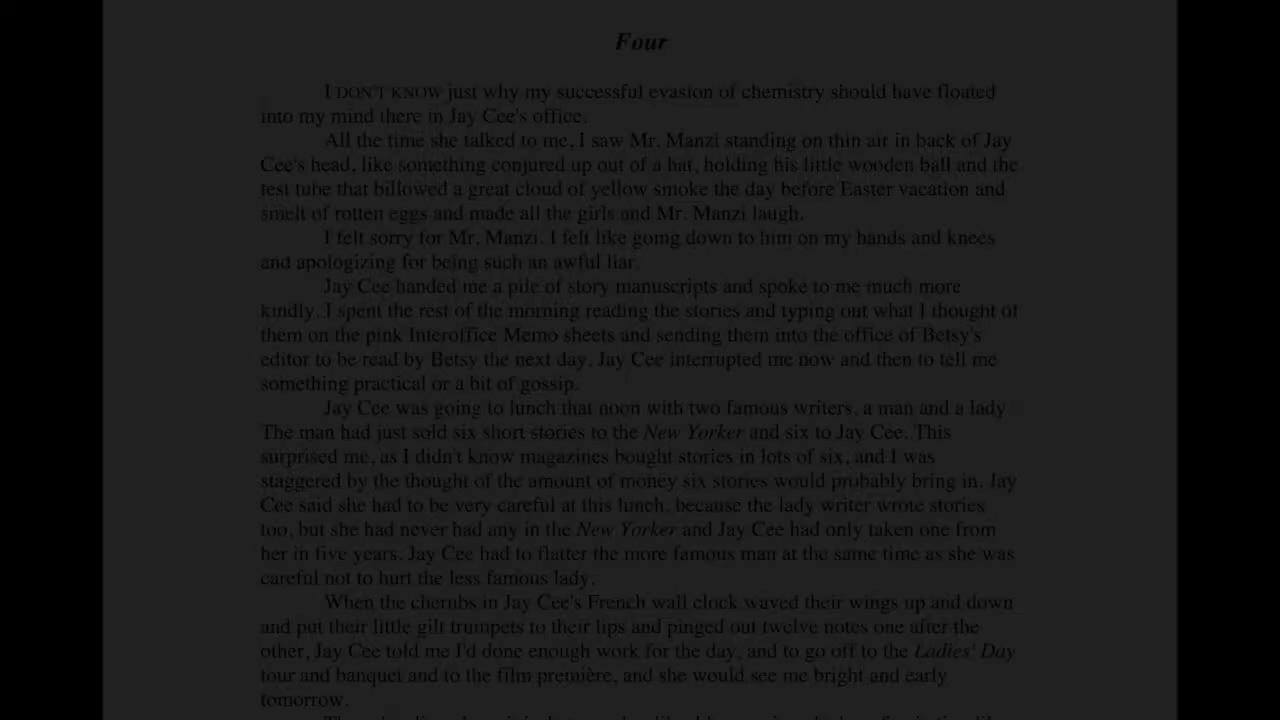 Four
I DON'T KNOW just why my successful evasion of chemistry should have floated
into my mind there in Jay Cee's office.
All the time she talked to me, I saw Mr. Manzi standing on thin air in back of Jay
Cee's head, like something conjured up out of a hat, holding his little wooden ball and the
test tube that billowed a great cloud of yellow smoke the day before Easter vacation and
smelt of rotten eggs and made all the girls and Mr. Manzi laugh.
I felt sorry for Mr. Manzi. I felt like going down to him on my hands and knees
and apologizing for being such an awful liar.
Jay Cee handed me a pile of story manuscripts and spoke to me much more
kindly. I spent the rest of the morning reading the stories and typing out what I thought of
them on the pink Interoffice Memo sheets and sending them into the office of Betsy's
editor to be read by Betsy the next day. Jay Cee interrupted me now and then to tell me
something practical or a bit of gossip.
Jay Cee was going to lunch that noon with two famous writers, a man and a lady.
The man had just sold six short stories to the New Yorker and six to Jay Cee. This
surprised me, as I didn't know magazines bought stories in lots of six, and I was
staggered by the thought of the amount of money six stories would probably bring in. Jay
Cee said she had to be very careful at this lunch, because the lady writer wrote stories
too, but she had never had any in the New Yorker and Jay Cee had only taken one from
her in five years. Jay Cee had to flatter the more famous man at the same time as she was
careful not to hurt the less famous lady.
When the cherubs in Jay Cee's French wall clock waved their wings up and down
and put their little gilt trumpets to their lips and pinged out twelve notes one after the
other, Jay Cee told me I'd done enough work for the day, and to go off to the Ladies' Day
tour and banquet and to the film première, and she would see me bright and early
tomorrow.